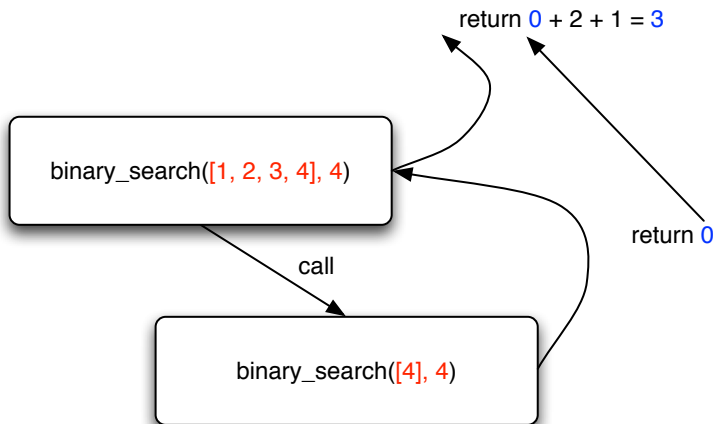 return 0 + 2 + 1 = 3
binary_search([1, 2, 3, 4], 4)
return 0
call
binary_search([4], 4)